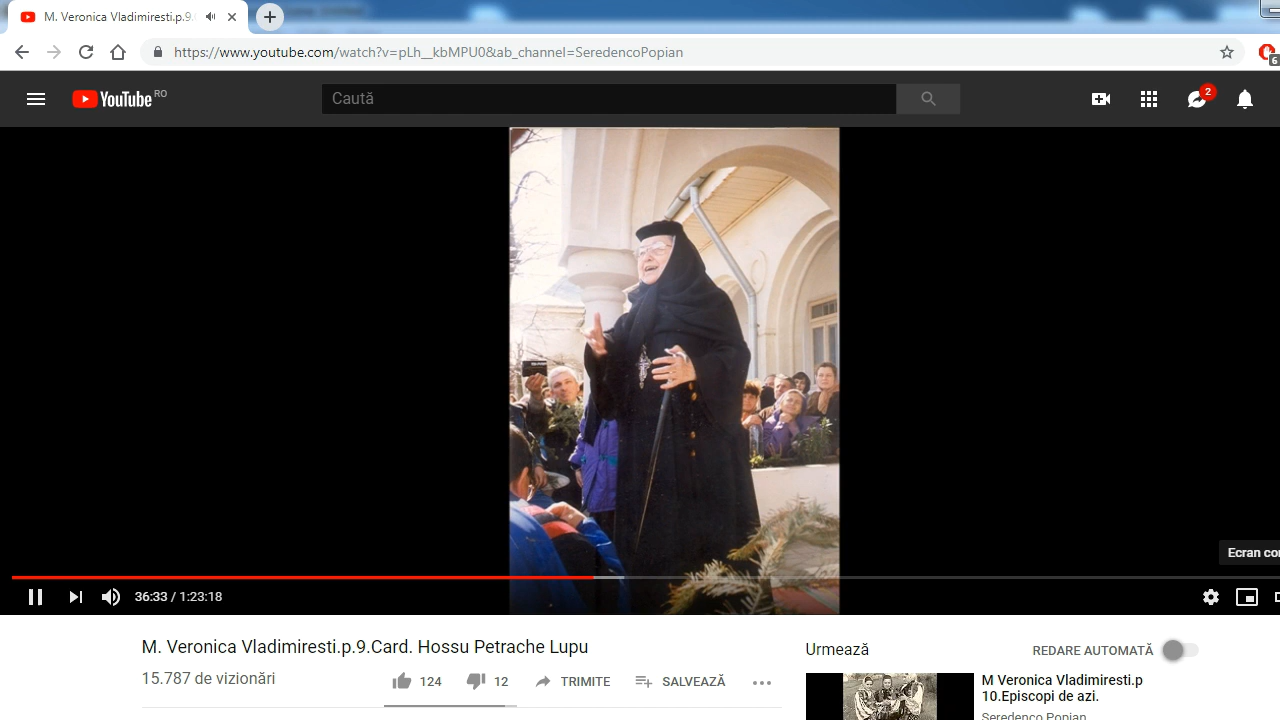 M. Veronica Vladimiresti.p.9.
https://www.youtube.com/watch?v=pLh__kbMPU0&ab_channel=SeredencoPopian
6
YouTube RO
Caută
2
Ecran co
36:33 / 1:23:18
M. Veronica Vladimiresti.p.9.Card. Hossu Petrache Lupu
15.787 de vizionări
124
12
TRIMITE
SALVEAZĂ
Urmează
REDARE AUTOMATĂ
M Veronica Vladimiresti.p
10.Episcopi de azi.
Seredenco Popian